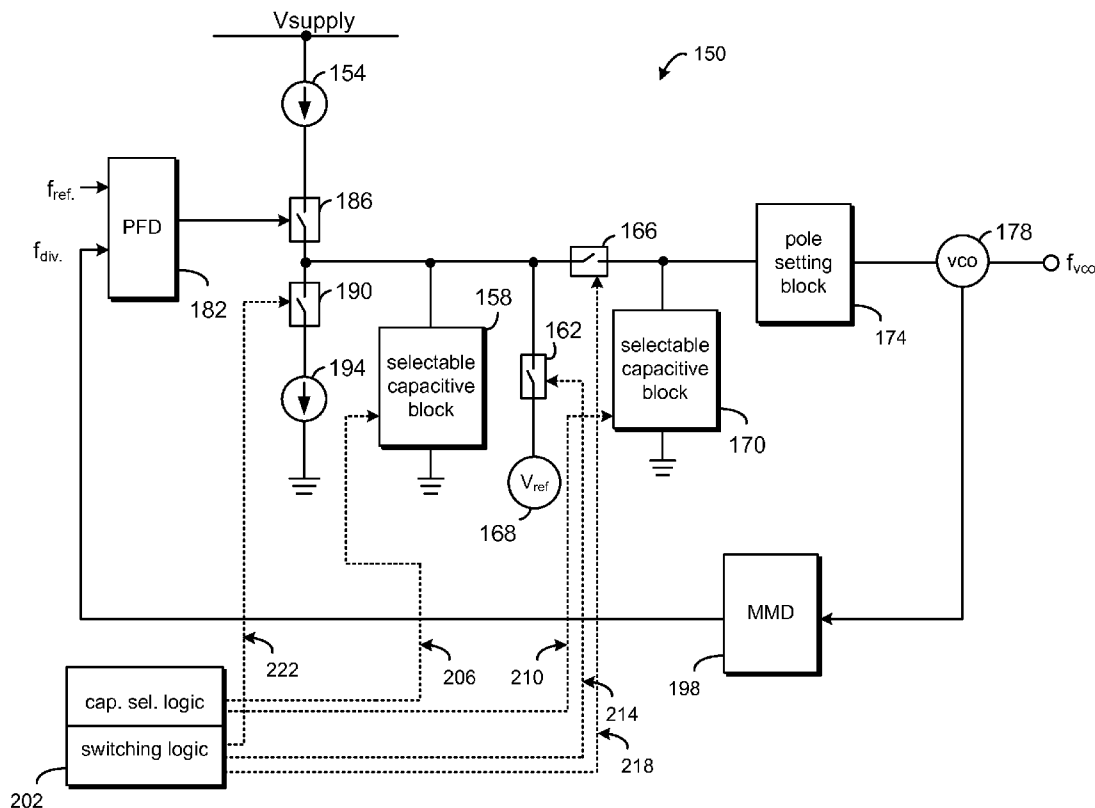 Vsupply
154
150
fref.
PFD
186
166
178
fdiv.
pole
setting
block
vco
fvco
182
190
158
162
174
194
selectable
capacitive
block
selectable
capacitive
block
170
Vref
168
MMD
222
206
210
198
cap. sel. logic
214
switching logic
218
202